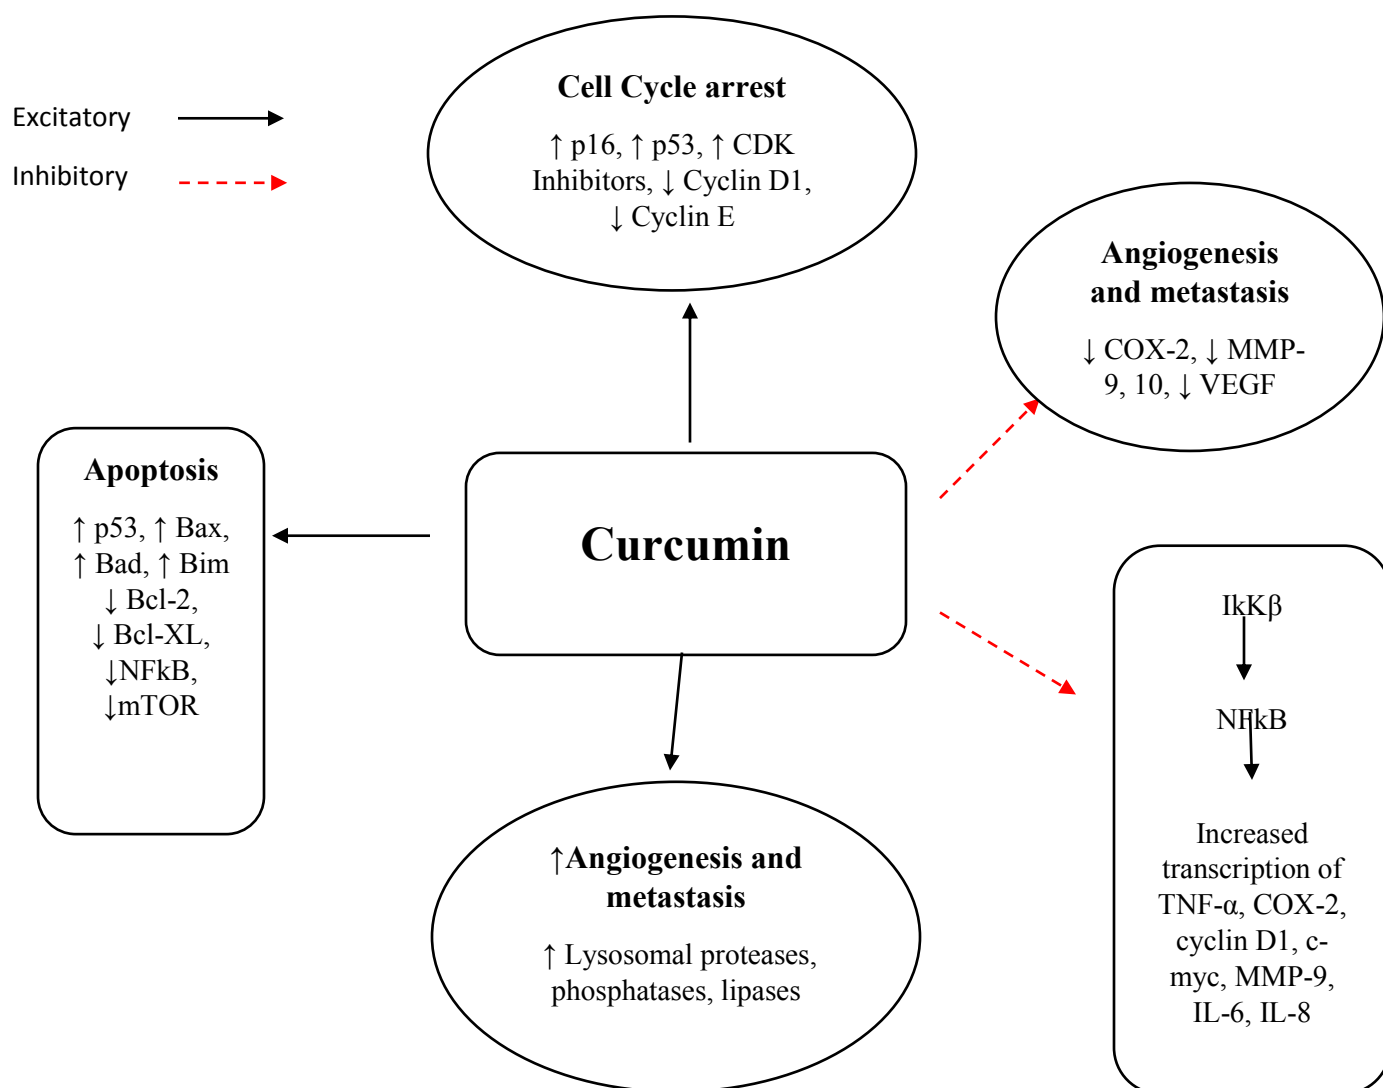 Excitatory
Inhibitory
Cell Cycle arrest
↑ p16, ↑ p53, ↑ CDK
Inhibitors, ↓ Cyclin D1,
↓ Cyclin E
Angiogenesis
and metastasis
↓ COX-2, ↓ MMP-
9, 10, ↓ VEGF
Apoptosis
↑ p53, ↑ Bax,
↑ Bad, ↑ Bim
↓ Bcl-2,
↓ Bcl-XL,
↓NFkB,
↓mTOR
Curcumin
IkKβ
NFkB
Increased
transcription of
TNF-α, COX-2,
cyclin D1, c-
myc, MMP-9,
IL-6, IL-8
↑Angiogenesis and
metastasis
↑ Lysosomal proteases,
phosphatases, lipases